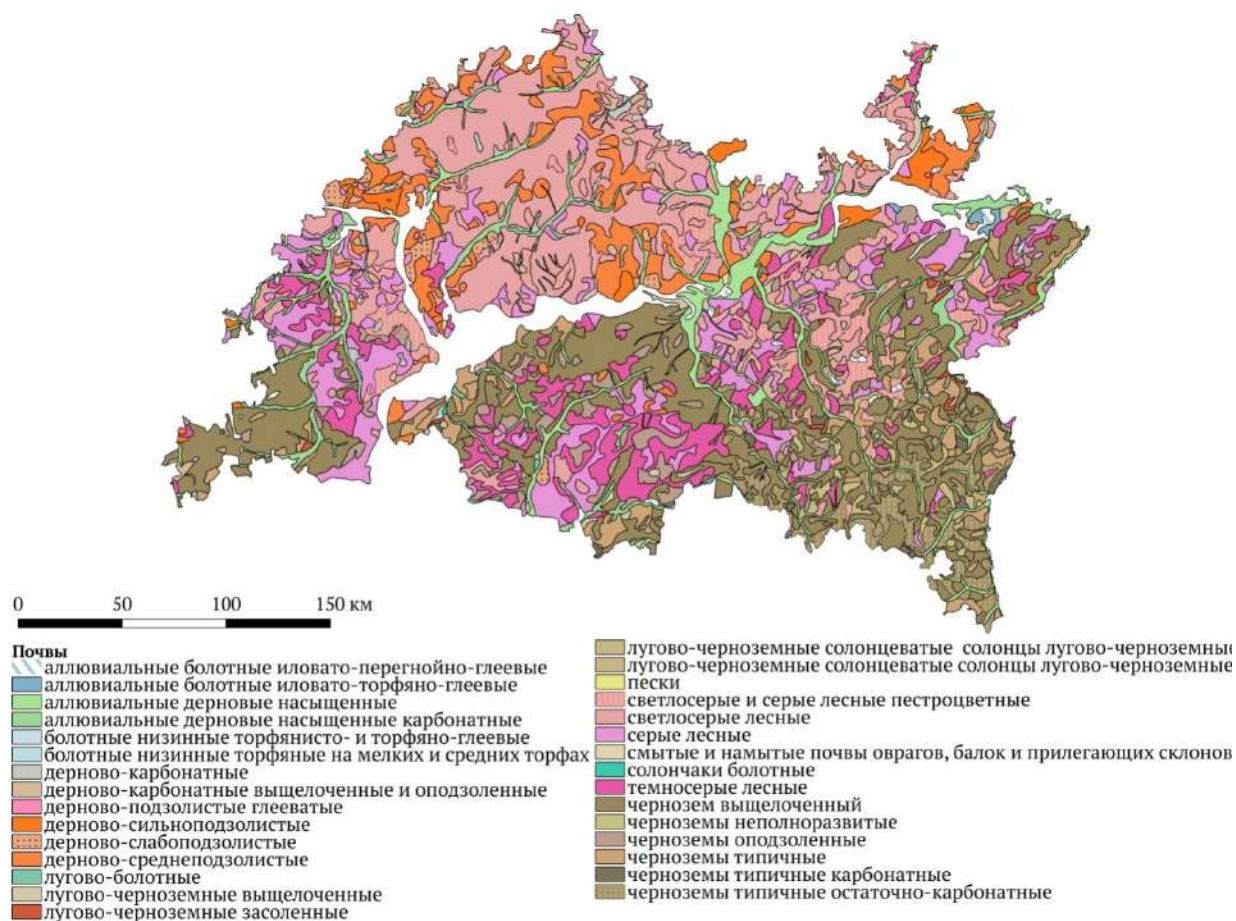 0 50 100 150 км
Почвы
аллювиальные болотные иловато-перегнойно-глеевые
аллювиальные болотные иловато-торфяно-глеевые
аллювиальные дерновые насыщенные
аллювиальные дерновые насыщенные карбонатные
болотные низинные торфянисто- и торфяно-глеевые
болотные низинные торфяные на мелких и средних торфах
дерново-карбонатные
дерново-карбонатные выщелоченные и оподзоленные
дерново-подзолистые глееватые
дерново-сильноподзолистые
дерново-слабоподзолистые
дерново-среднеподзолистые
лугово-болотные
лугово-черноземные выщелоченные
лугово-черноземные засоленные
лугово-черноземные солонцеватые солонцы лугово-черноземные
лугово-черноземные солонцеватые солонцы лугово-черноземные
пески
светлосерые и серые лесные пестроцветные
светлосерые лесные
серые лесные
смытые и намытые почвы оврагов, балок и прилегающих склонов
солончаки болотные
темносерые лесные
чернозем выщелоченный
черноземы неполноразвитые
черноземы оподзоленные
черноземы типичные
черноземы типичные карбонатные
черноземы типичные остаточно-карбонатные